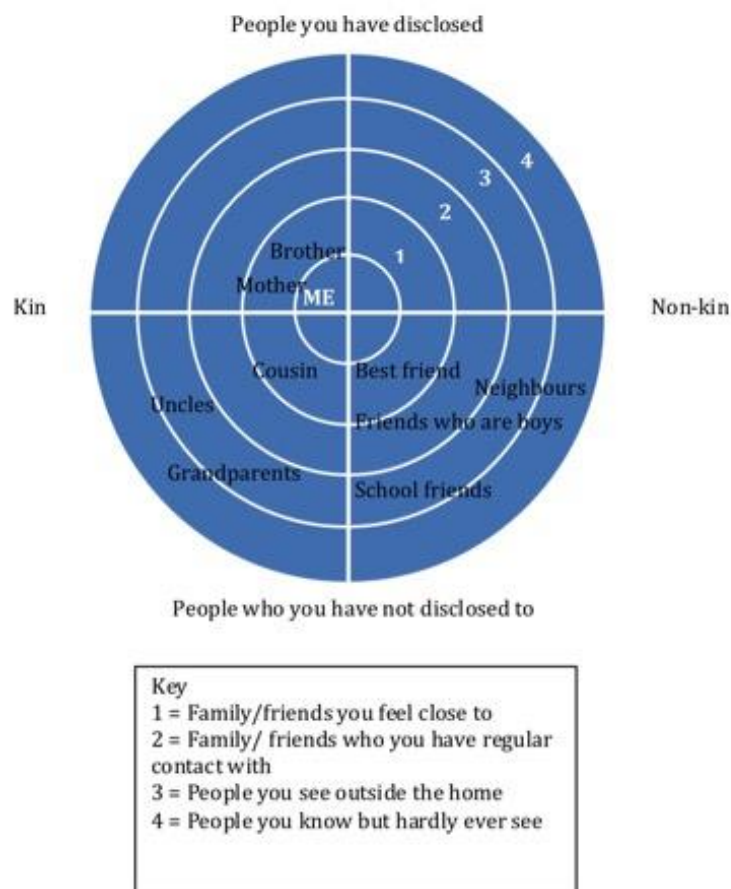 People you have disclosed
4
3
2
Brother
1
Mother
ME
Kin
Non-kin
Cousin
Best friend
Neighbours
Uncles
Friends who are boys
Grandparents
School friends
People who you have not disclosed to
Key
1 = Family/friends you feel close to
2 = Family/ friends who you have regular
contact with
3 = People you see outside the home
4 = People you know but hardly ever see